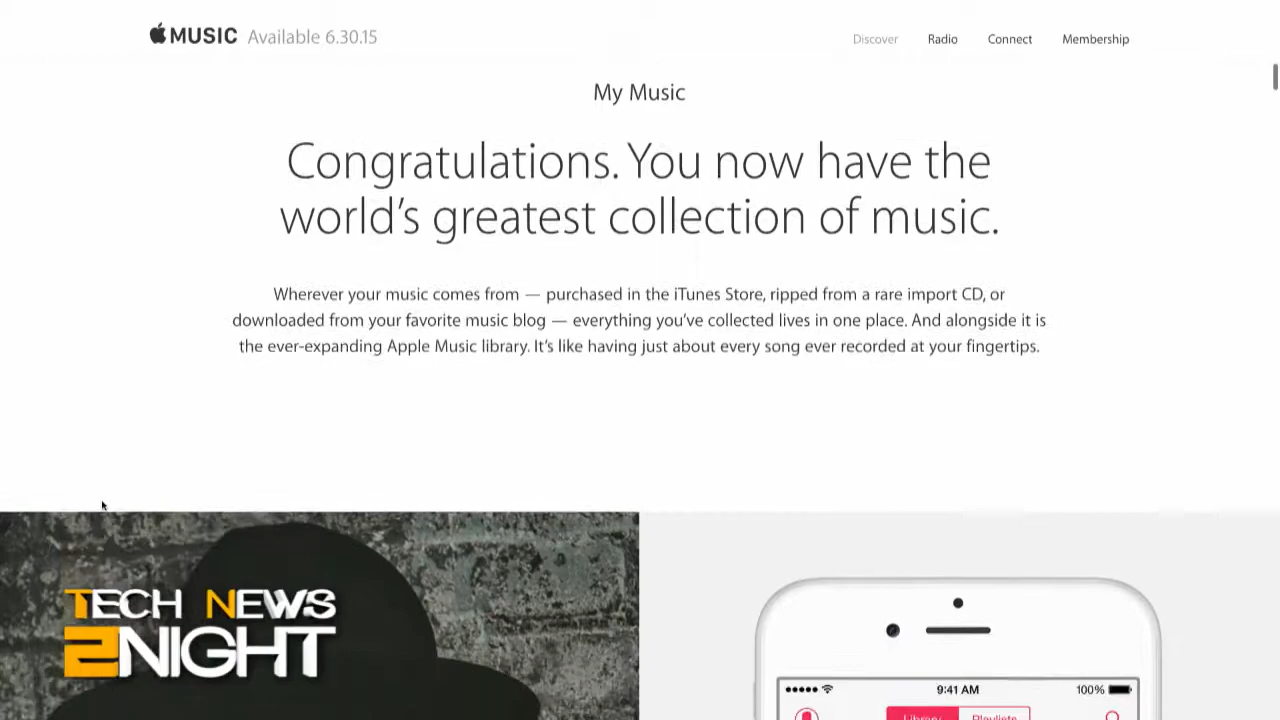 MUSIC Available 6.30.15
Discover Radio Connect Membership
My Music
Congratulations. You now have the
world’s greatest collection of music.
Wherever your music comes from — purchased in the iTunes Store, ripped from a rare import CD, or
downloaded from your favorite music blog — everything you’ve collected lives in one place. And alongside it is
the ever-expanding Apple Music library. It’s like having just about every song ever recorded at your fingertips.
TECH NEWS
2NIGHT
9:41 AM 100%
Library Playlists